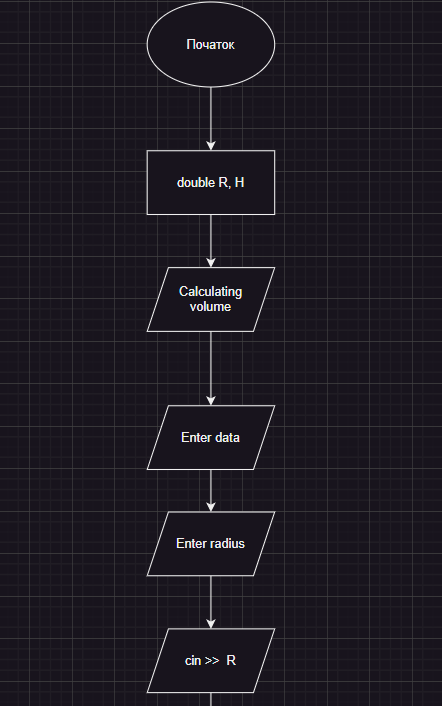 Початок
double R, H
Calculating
volume
Enter data
Enter radius
cin >> R